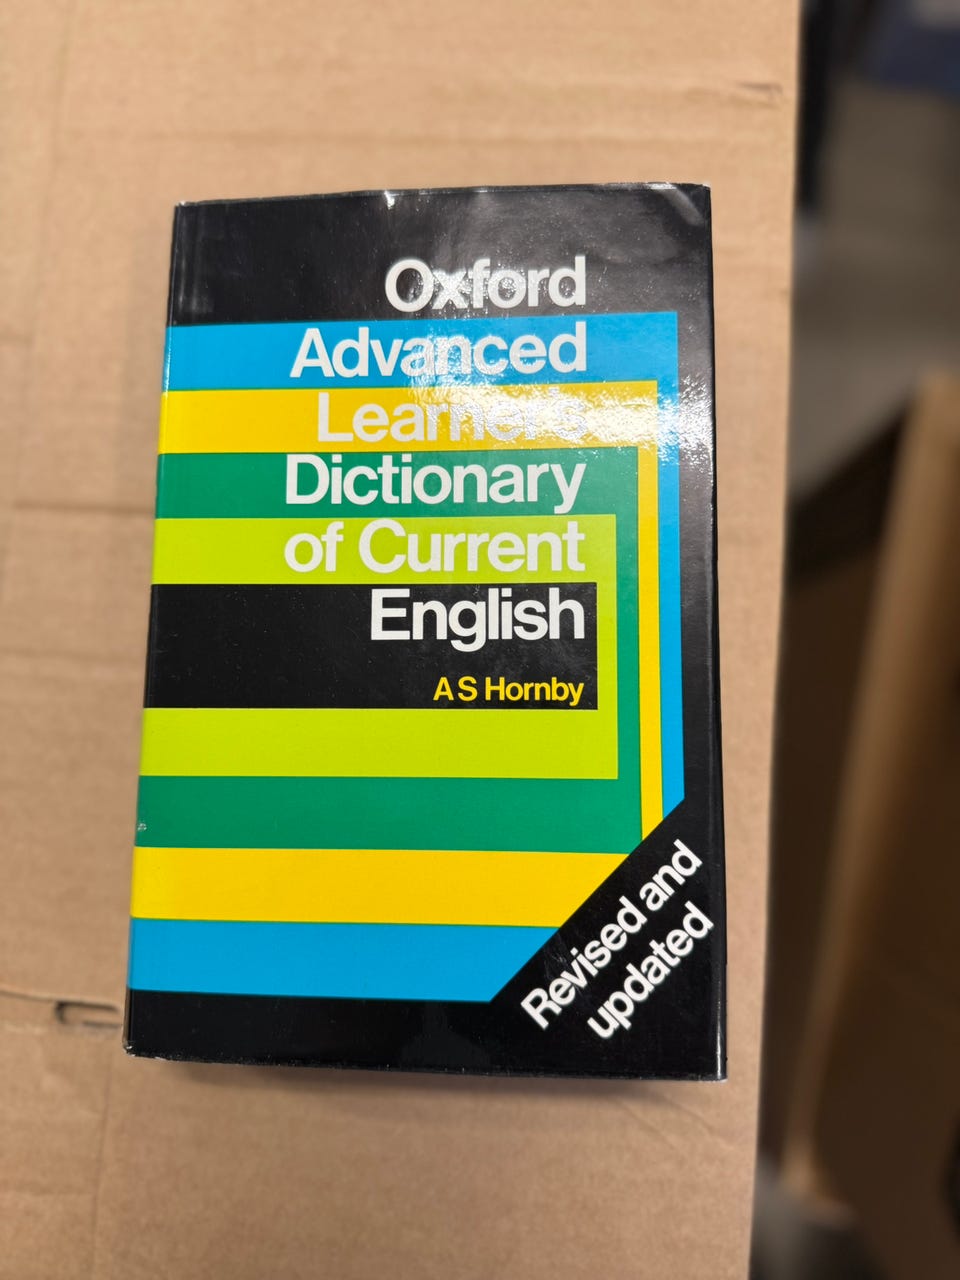 Oxford
Advanced
Learner's
Dictionary
of Current
English
A S Hornby
Revised and
updated